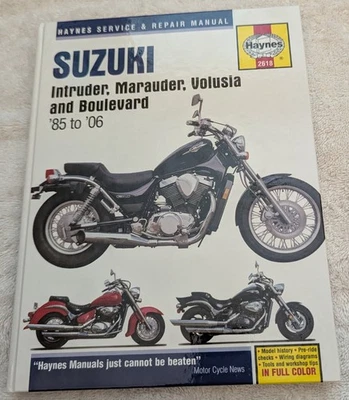 HAYNES SERVICE & REPAIR MANUAL
Haynes
2618
SUZUKI
Intruder, Marauder, Volusia
and Boulevard
'85 to '06
• Model history • Pre-ride
checks • Wiring diagrams
• Tools and workshop tips
IN FULL COLOR
"Haynes Manuals just cannot be beaten"
Motor Cycle News